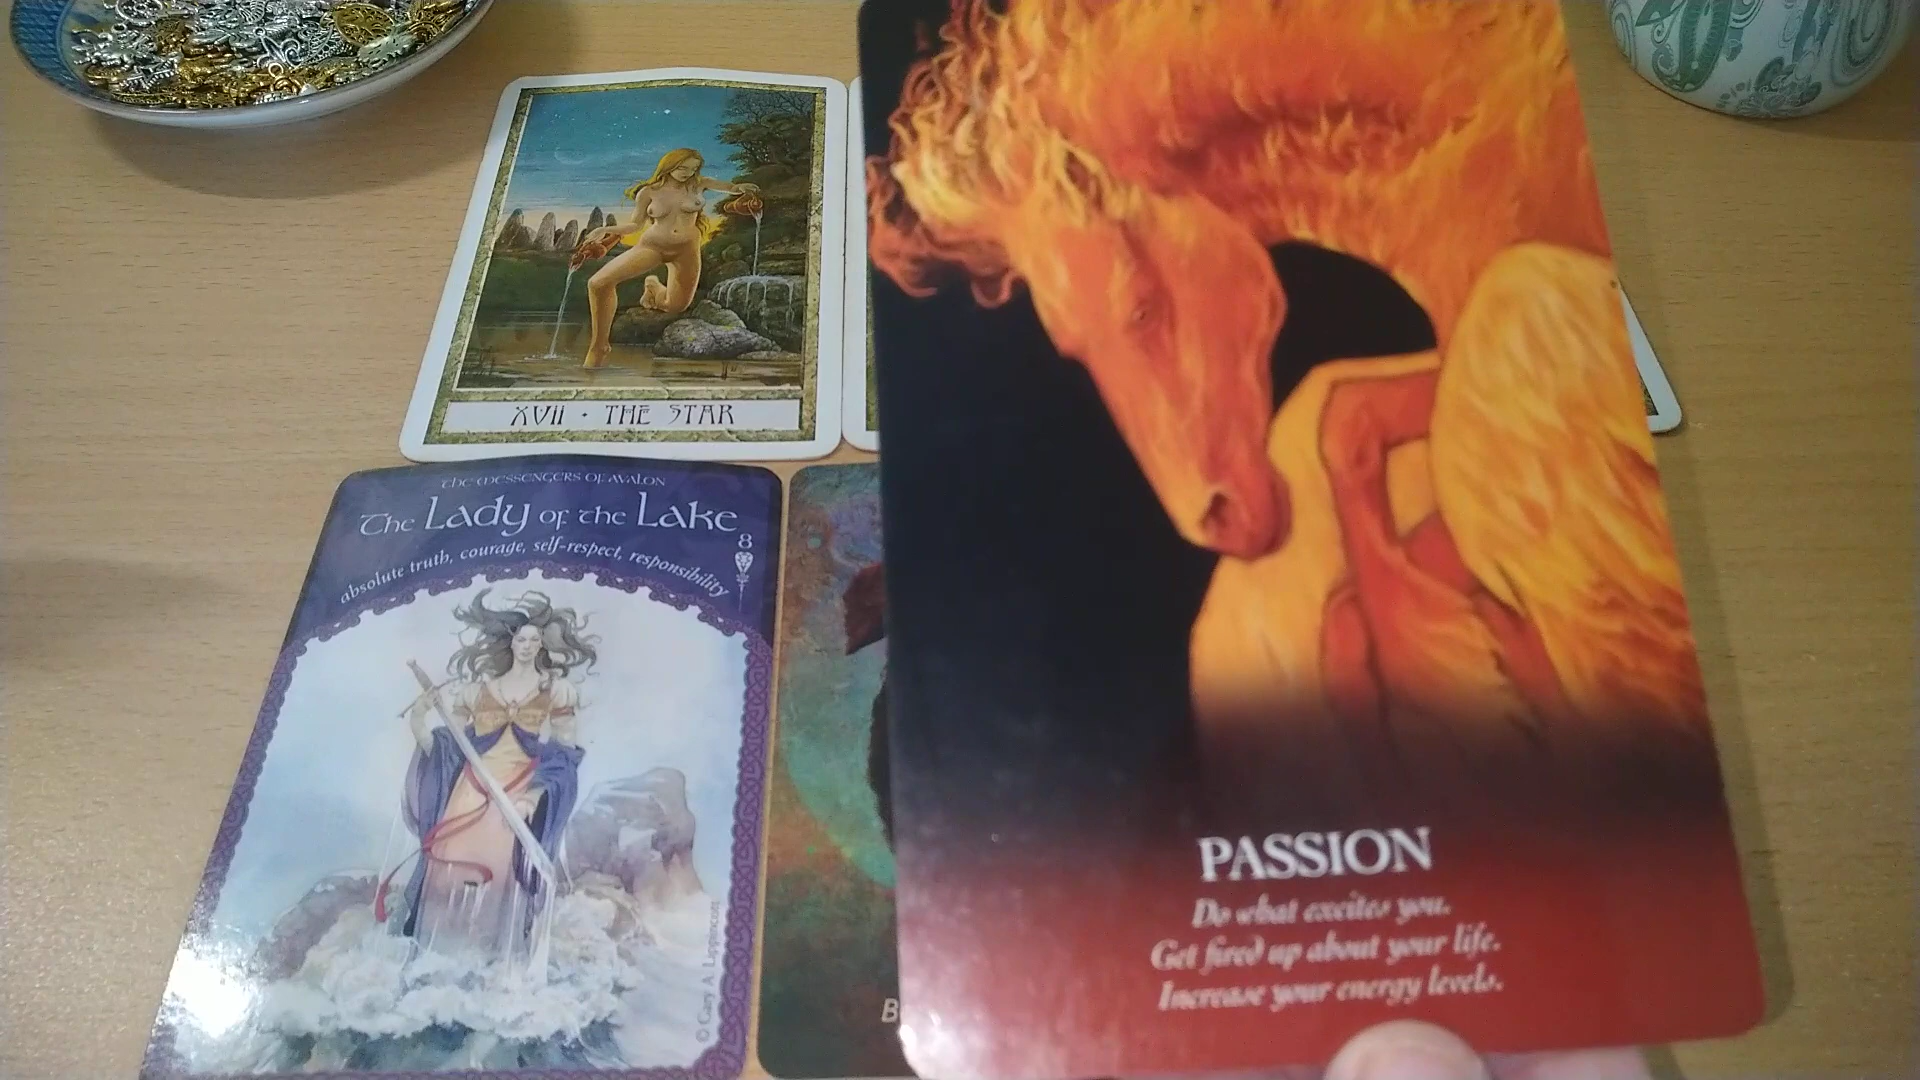 XVII · THE STAR
THE MESSENGERS OF AVALON
The Lady of the Lake
8
absolute truth, courage, self-respect, responsibility
© Gary A. Lippincott
B
PASSION
Do what excites you.
Get fired up about your life.
Increase your energy levels.